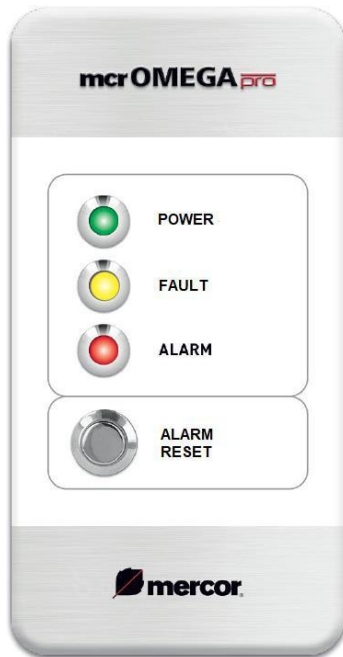 mcr OMEGA pro
POWER
FAULT
ALARM
ALARM
RESET
mercor